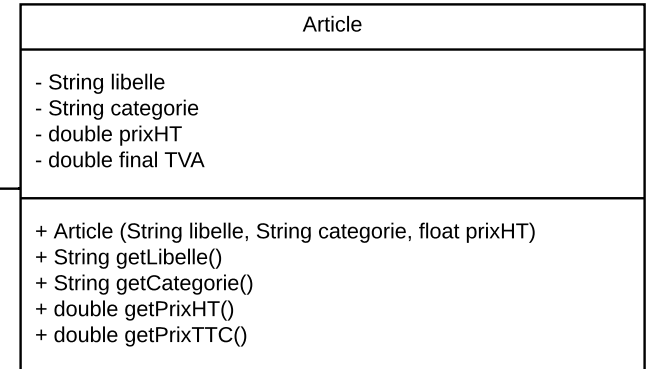 Article
- String libelle
- String categorie
- double prixHT
- double final TVA
+ Article (String libelle, String categorie, float prixHT)
+ String getLibelle()
+ String getCategorie()
+ double getPrixHT()
+ double getPrixTTC()